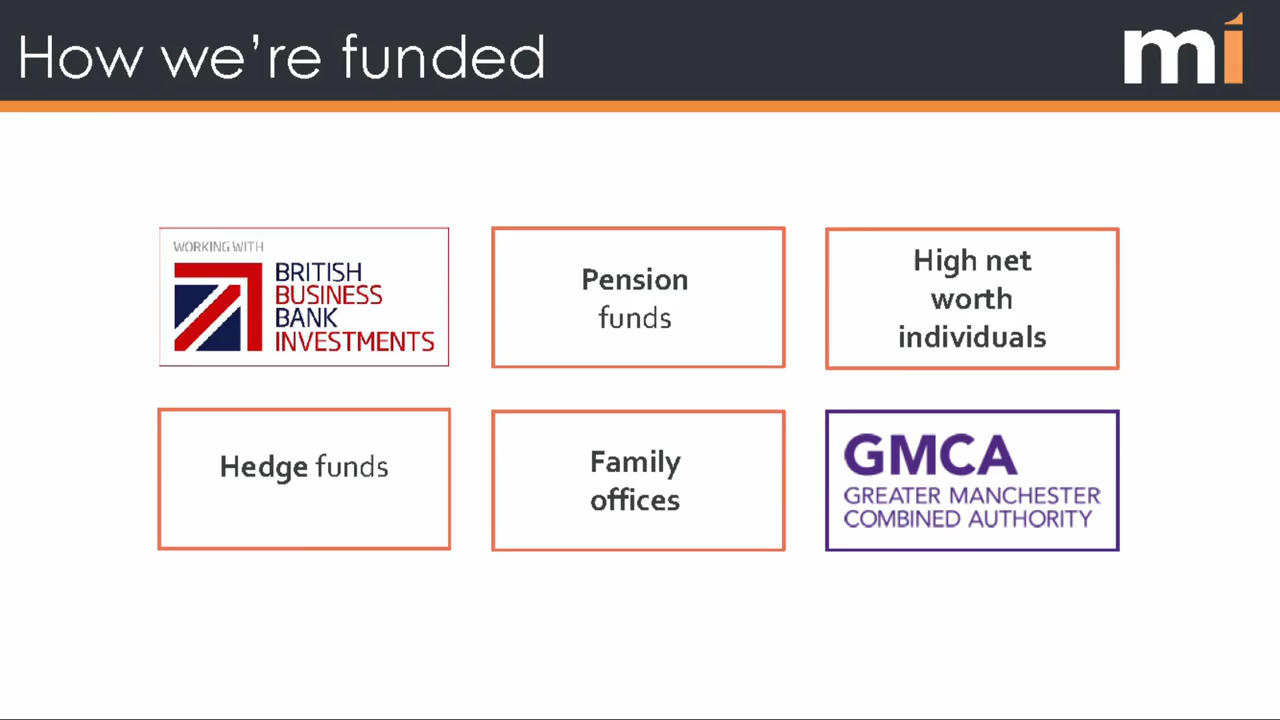 How we're funded
mi
WORKING WITH
BRITISH
BUSINESS
BANK
INVESTMENTS
Pension
funds
High net
worth
individuals
Hedge funds
Family
offices
GMCA
GREATER MANCHESTER
COMBINED AUTHORITY